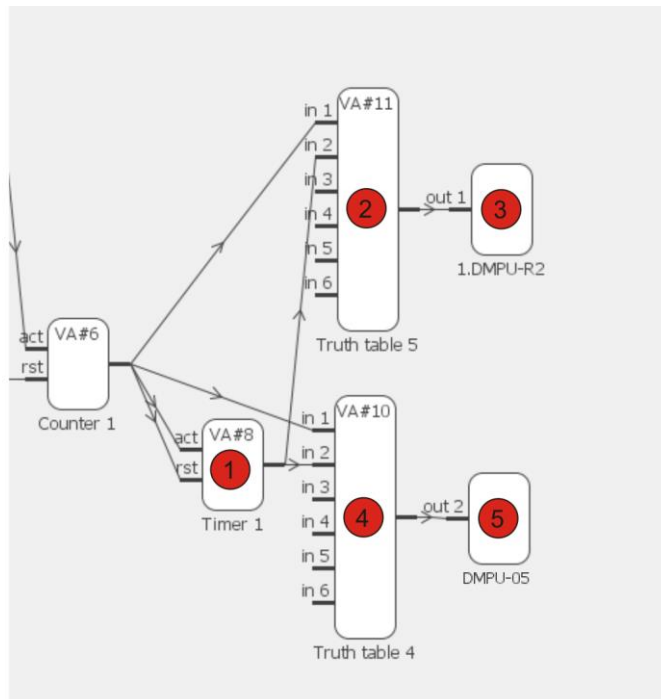 VA#11
in 1
in 2
in 3
in 4
in 5
in 6
2
out 1
3
1.DMPU-R2
Truth table 5
act
VA#6
rst
Counter 1
VA#10
in 1
in 2
in 3
in 4
in 5
in 6
act
VA#8
rst
1
Timer 1
4
out 2
5
DMPU-05
Truth table 4